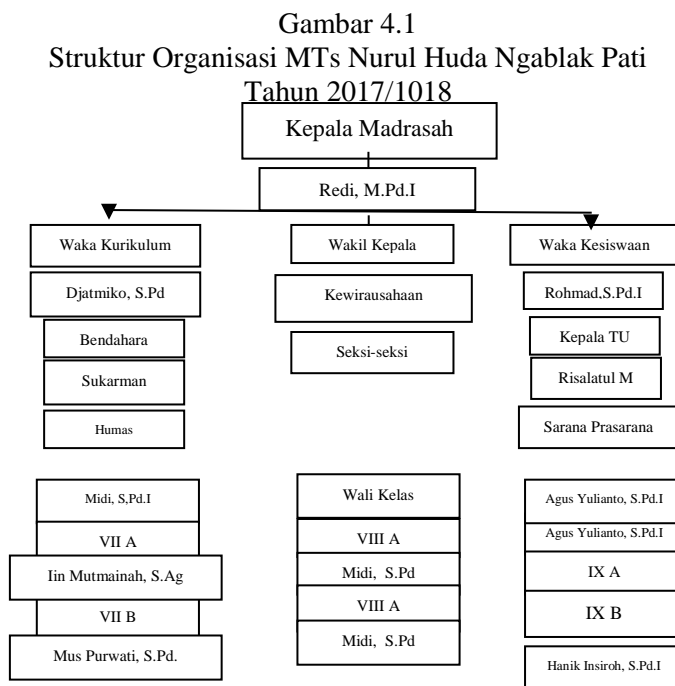 Gambar 4.1
Struktur Organisasi MTs Nurul Huda Ngablak Pati
Tahun 2017/1018
Kepala Madrasah
Redi, M.Pd.I
Waka Kurikulum
Djatmiko, S.Pd
Bendahara
Sukarman
Humas
Midi, S,Pd.I
VII A
Iin Mutmainah, S.Ag
VII B
Mus Purwati, S.Pd.
Wakil Kepala
Kewirausahaan
Seksi-seksi
Wali Kelas
VIII A
Midi, S.Pd
VIII A
Midi, S.Pd
Waka Kesiswaan
Rohmad,S.Pd.I
Kepala TU
Risalatul M
Sarana Prasarana
Agus Yulianto, S.Pd.I
Agus Yulianto, S.Pd.I
IX A
IX B
Hanik Insiroh, S.Pd.I